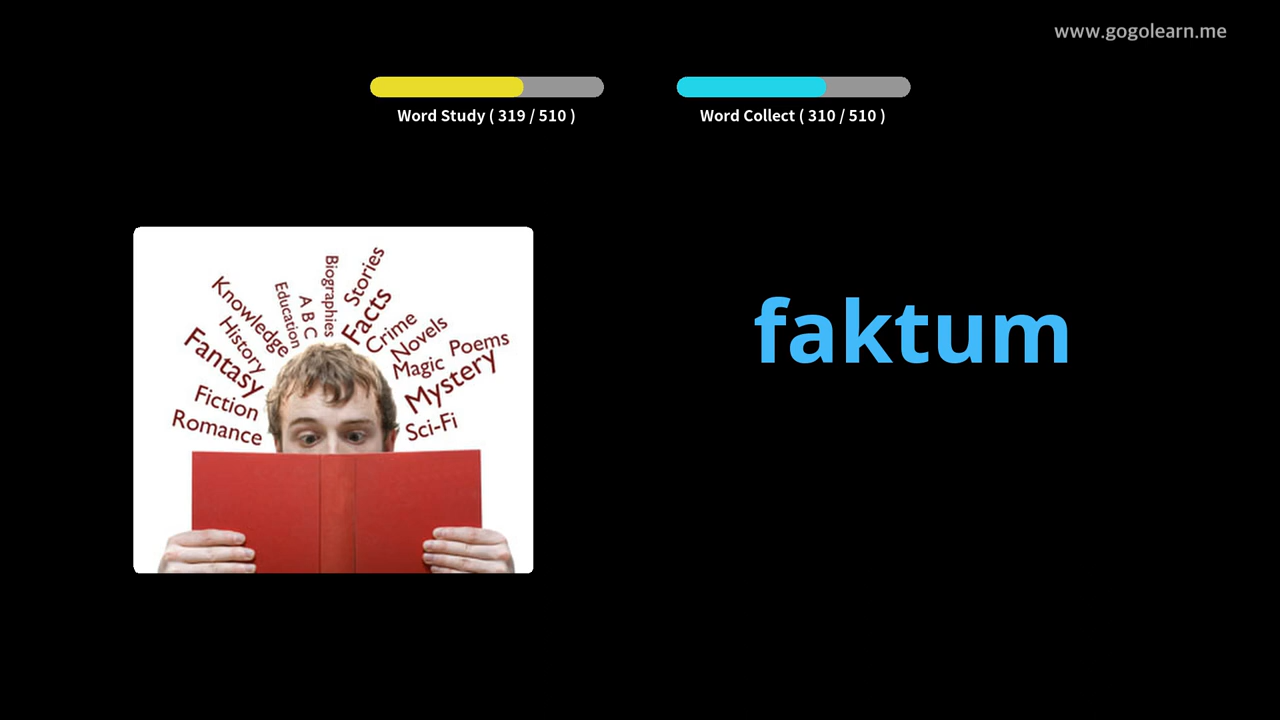 www.gogolearn.me
Word Study ( 319 / 510 )
Word Collect ( 310 / 510 )
Romance
Fiction
Fantasy
History
Knowledge
Education
A B C
Biographies
Stories
Facts
Crime
Novels
Magic
Poems
Mystery
Sci-Fi
faktum